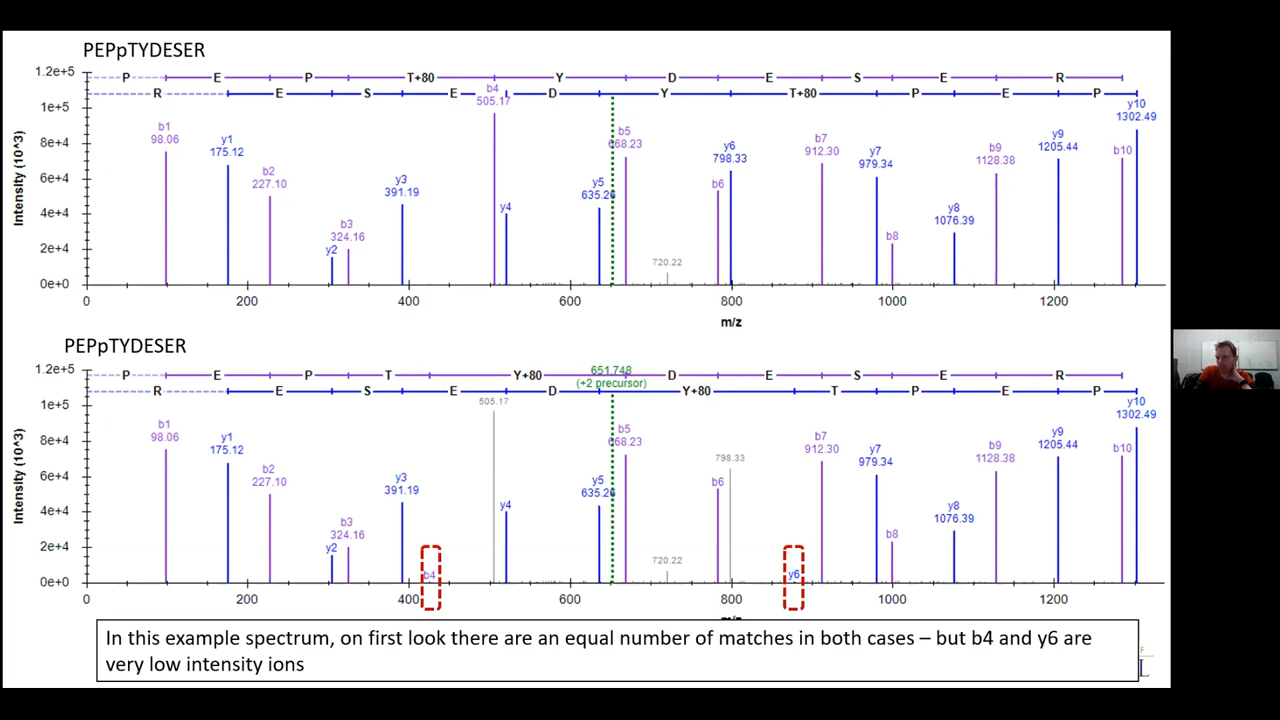 PEPpTYDESER
1.2e+5 P E P T+80 Y D E S E R
R E S E D Y T+80 P E P
b4
505.17
y10
1302.49
1e+5
b1
98.06
y1
175.12
b5
668.23
y6
798.33
b7
912.30
y9
1205.44
b9
1128.38
b10
8e+4
b2
227.10
y3
391.19
y5
635.26
b6
y7
979.34
6e+4
y4
y8
1076.39
4e+4
b3
324.16
y2
b8
2e+4
720.22
0e+0
Intensity (10^3)
0 200 400 600 800 1000 1200
m/z
PEPpTYDESER
651.748
(+2 precursor)
1.2e+5 P E P T Y+80 D E S E R
R E S E D Y+80 T P E P
505.17
y10
1302.49
1e+5
b1
98.06
y1
175.12
b5
668.23
b7
912.30
y9
1205.44
b9
1128.38
b10
8e+4
b2
227.10
y3
391.19
y5
635.26
798.33
b6
y7
979.34
6e+4
y4
y8
1076.39
4e+4
b3
324.16
y2
b8
2e+4
b4
720.22
y6
0e+0
Intensity (10^3)
0 200 400 600 800 1000 1200
In this example spectrum, on first look there are an equal number of matches in both cases – but b4 and y6 are
very low intensity ions